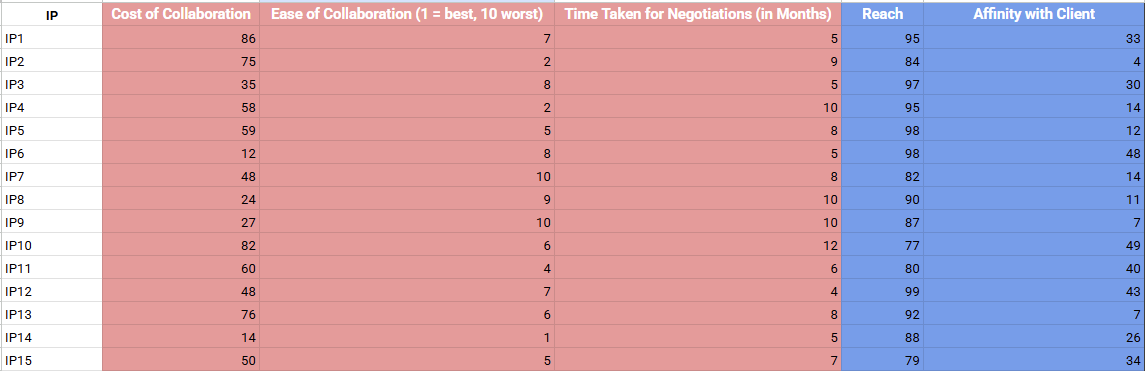 IP Cost of Collaboration Ease of Collaboration (1 = best, 10 worst) Time Taken for Negotiations (in Months) Reach Affinity with Client
IP1 86 7 5 95 33
IP2 75 2 9 84 4
IP3 35 8 5 97 30
IP4 58 2 10 95 14
IP5 59 5 8 98 12
IP6 12 8 5 98 48
IP7 48 10 8 82 14
IP8 24 9 10 90 11
IP9 27 10 10 87 7
IP10 82 6 12 77 49
IP11 60 4 6 80 40
IP12 48 7 4 99 43
IP13 76 6 8 92 7
IP14 14 1 5 88 26
IP15 50 5 7 79 34